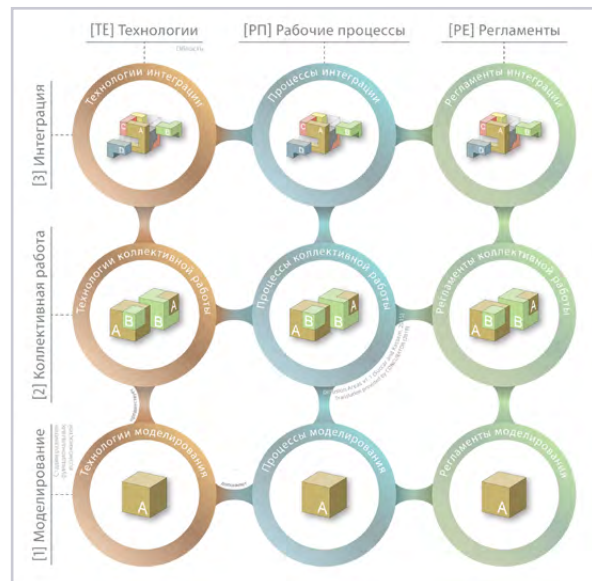 [ТЕ] Технологии
[РП] Рабочие процессы
[РЕ] Регламенты
Область
[3] Интеграция
Технологии интеграции
Процессы интеграции
Регламенты интеграции
C A B D
C A B D
C A B D
[2] Коллективная работа
Технологии коллективной работы
Процессы коллективной работы
Регламенты коллективной работы
A B B A
A B B A
A B B A
[1] Моделирование
Технологии моделирования
Процессы моделирования
Регламенты моделирования
A
A
A